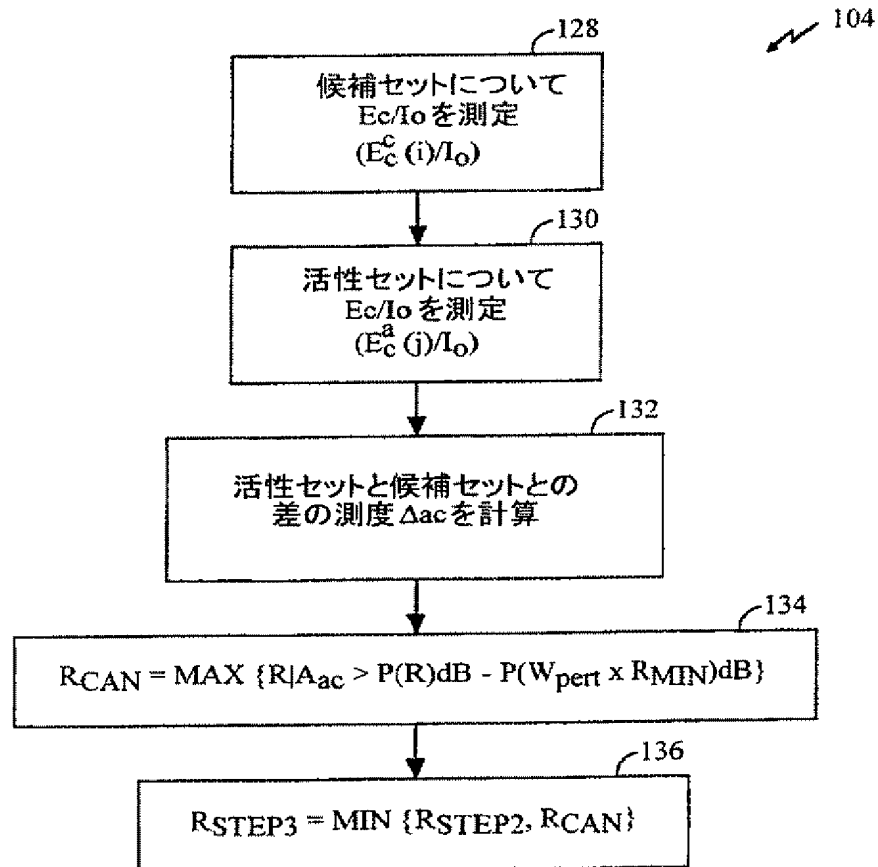 104
128
候補セットについて
Ec/Ioを測定
(E_c^c (i)/I_O)
130
活性セットについて
Ec/Ioを測定
(E_c^a (j)/I_O)
132
活性セットと候補セットとの
差の測度 Δacを計算
134
R_CAN = MAX {R|A_ac > P(R)dB - P(W_pert x R_MIN)dB}
136
R_STEP3 = MIN {R_STEP2, R_CAN}